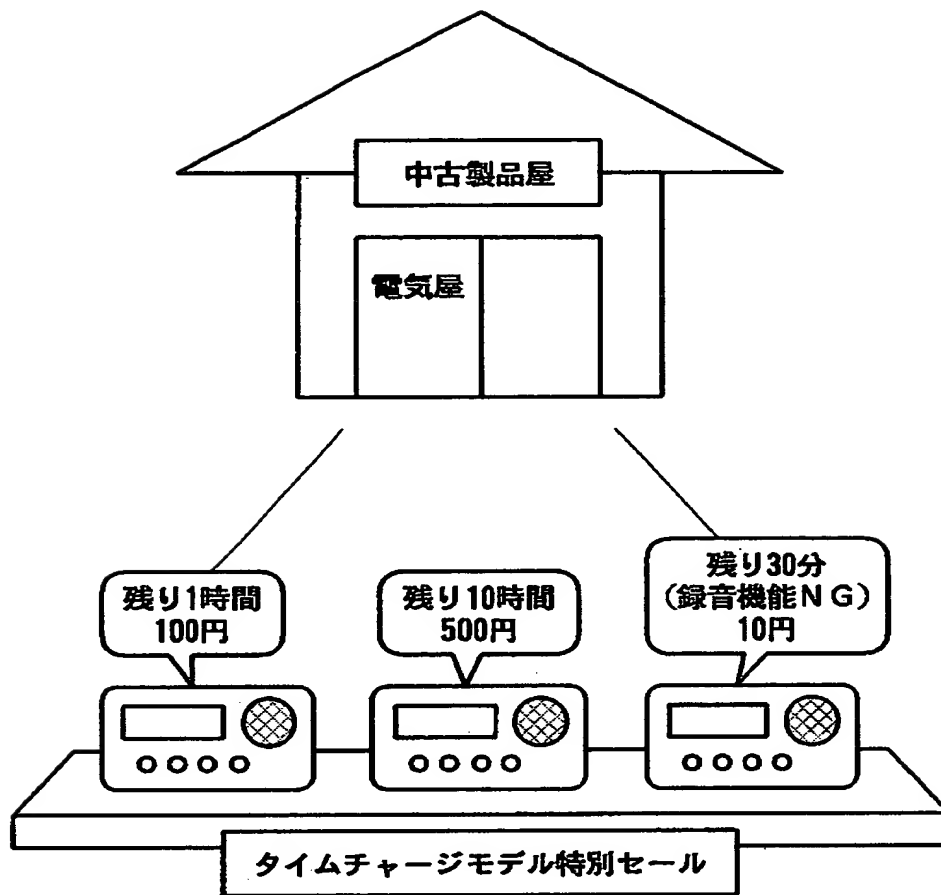 中古製品屋
電気屋
残り1時間
100円
残り10時間
500円
残り30分
(録音機能NG)
10円
タイムチャージモデル特別セール